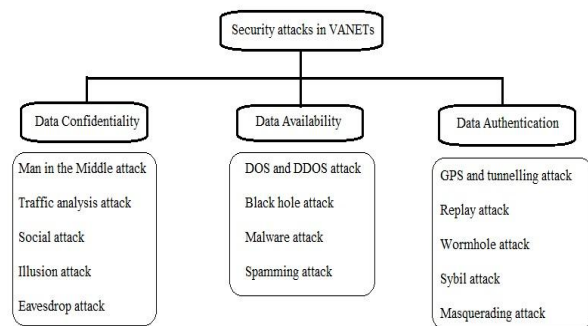 Security attacks in VANETs
Data Confidentiality
Man in the Middle attack
Traffic analysis attack
Social attack
Illusion attack
Eavesdrop attack
Data Availability
DOS and DDOS attack
Black hole attack
Malware attack
Spamming attack
Data Authentication
GPS and tunnelling attack
Replay attack
Wormhole attack
Sybil attack
Masquerading attack